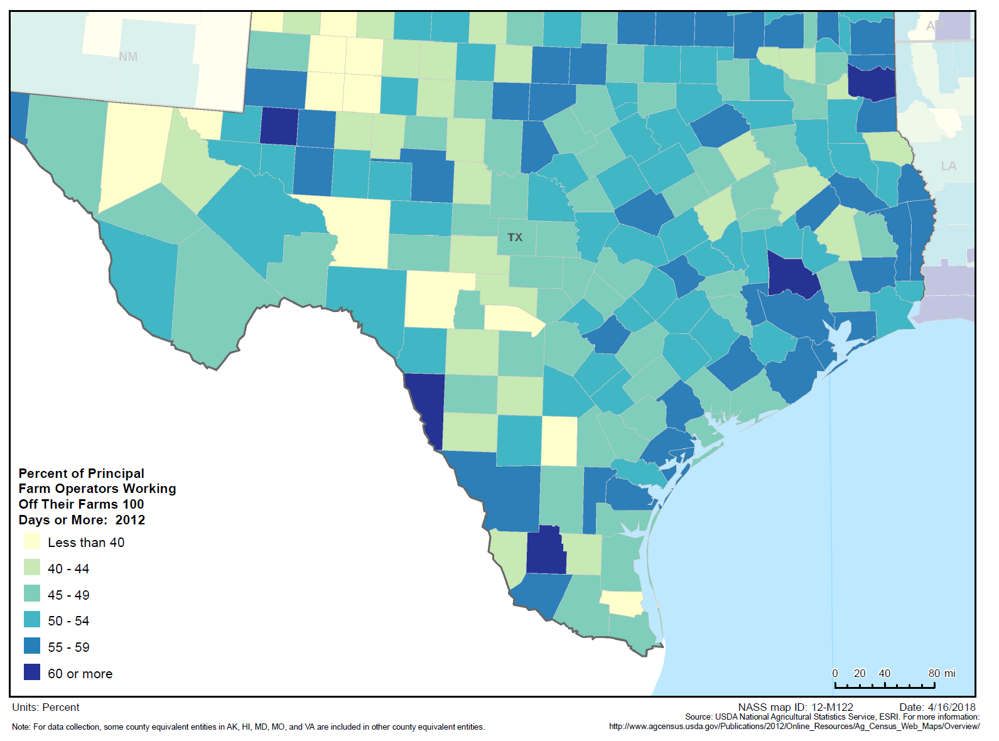 NM
AR
LA
TX
Percent of Principal
Farm Operators Working
Off Their Farms 100
Days or More:  2012
Less than 40
40 - 44
45 - 49
50 - 54
55 - 59
60 or more
0 20 40 80 mi
Units: Percent
NASS map ID: 12-M122 Date: 4/16/2018
Source: USDA National Agricultural Statistics Service, ESRI. For more information:
Note: For data collection, some county equivalent entities in AK, HI, MD, MO, and VA are included in other county equivalent entities.
http://www.agcensus.usda.gov/Publications/2012/Online_Resources/Ag_Census_Web_Maps/Overview/